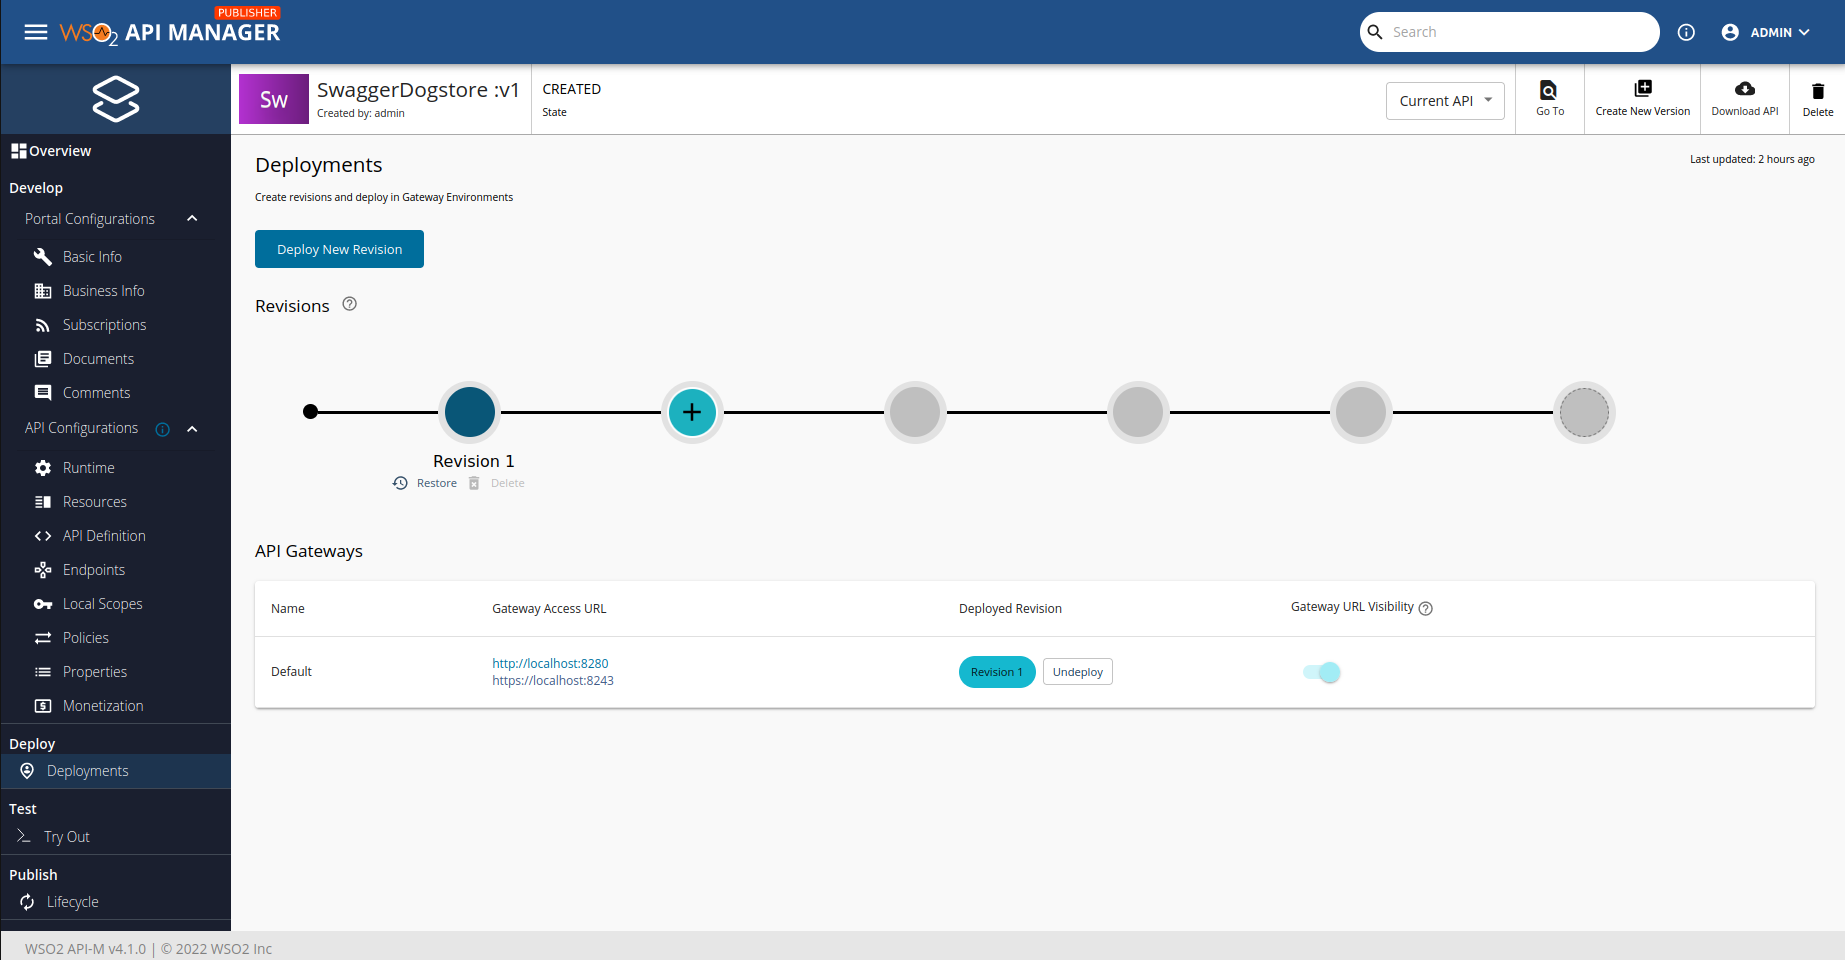 PUBLISHER
WSO2 API MANAGER
Search
ADMIN
Sw
SwaggerDogstore :v1
Created by: admin
CREATED
State
Current API
Go To
Create New Version
Download API
Delete
Overview
Develop
Portal Configurations
Basic Info
Business Info
Subscriptions
Documents
Comments
API Configurations
Runtime
Resources
API Definition
Endpoints
Local Scopes
Policies
Properties
Monetization
Deploy
Deployments
Test
Try Out
Publish
Lifecycle
Deployments
Last updated: 2 hours ago
Create revisions and deploy in Gateway Environments
Deploy New Revision
Revisions
Revision 1
Restore Delete
API Gateways
Name Gateway Access URL Deployed Revision Gateway URL Visibility
Default
http://localhost:8280
https://localhost:8243
Revision 1
Undeploy
WSO2 API-M v4.1.0 | © 2022 WSO2 Inc